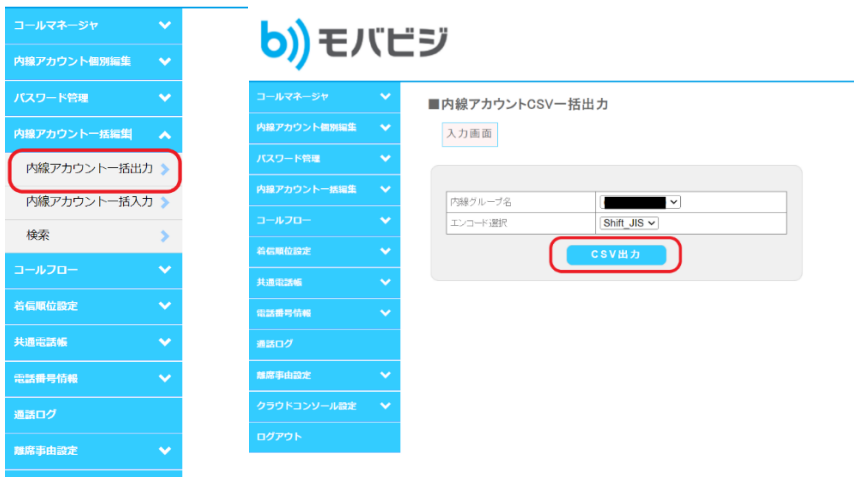 コールマネージャ
内線アカウント個別編集
パスワード管理
内線アカウント一括編集
内線アカウント一括出力
内線アカウント一括入力
検索
コールフロー
着信順位設定
共通電話帳
電話番号情報
通話ログ
離席事由設定
b)) モバビジ
コールマネージャ
内線アカウント個別編集
パスワード管理
内線アカウント一括編集
コールフロー
着信順位設定
共通電話帳
電話番号情報
通話ログ
離席事由設定
クラウドコンソール設定
ログアウト
■内線アカウントCSV一括出力
入力画面
内線グループ名
エンコード選択 Shift_JIS
CSV出力